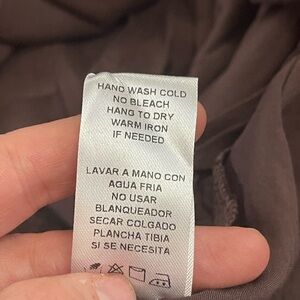 HAND WASH COLD
NO BLEACH
HANG TO DRY
WARM IRON
IF NEEDED
LAVAR A MANO CON
AGUA FRIA
NO USAR
BLANQUEADOR
SECAR COLGADO
PLANCHA TIBIA
SI SE NECESITA